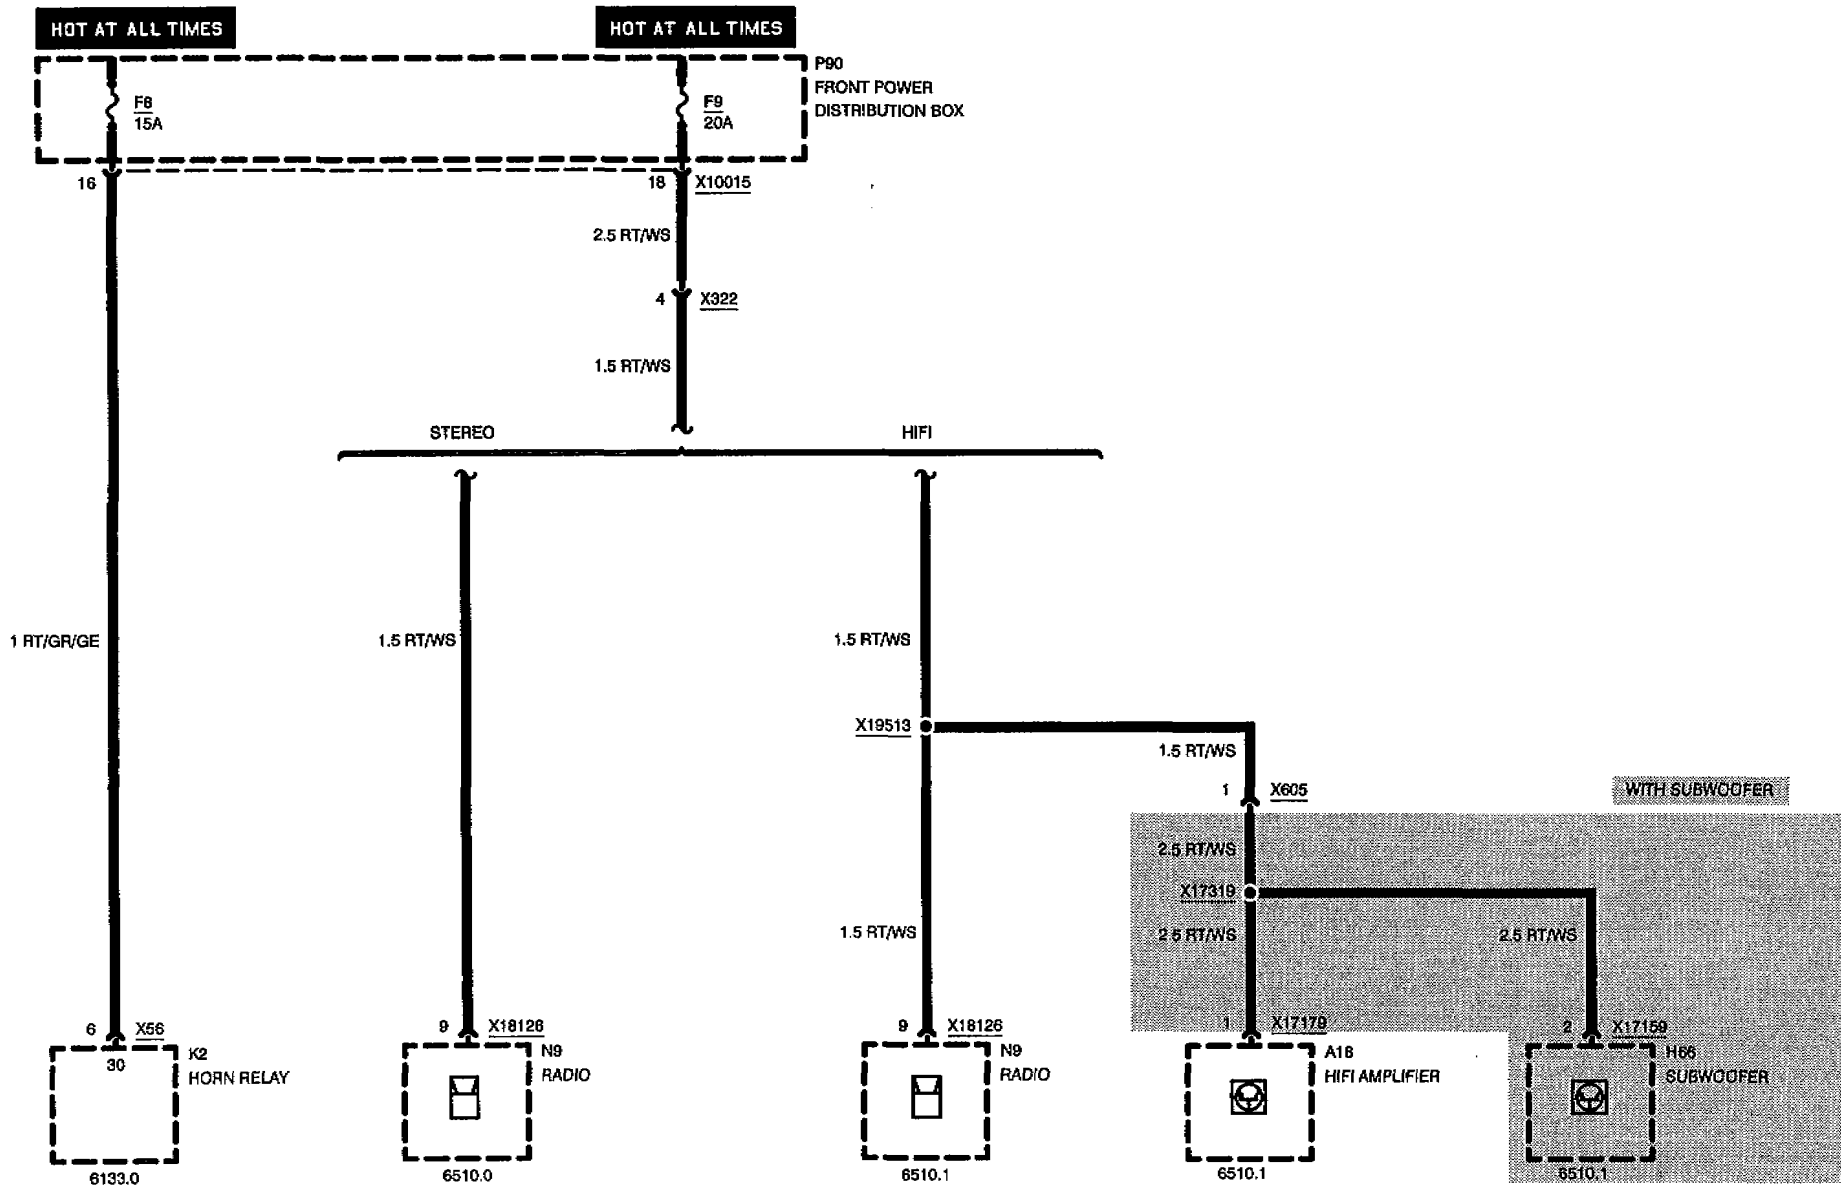 HOT AT ALL TIMES
HOT AT ALL TIMES
P90
FRONT POWER
DISTRIBUTION BOX
F8
15A
F9
20A
16
18
X10015
2.5 RT/WS
4
X322
1.5 RT/WS
STEREO
HIFI
1 RT/GR/GE
1.5 RT/WS
1.5 RT/WS
X19513
1.5 RT/WS
1
X605
WITH SUBWOOFER
2.5 RT/WS
X17319
1.5 RT/WS
2.5 RT/WS
2.5 RT/WS
6
X56
9
X18126
9
X18126
1
X17179
2
X17159
30
K2
HORN RELAY
N9
RADIO
N9
RADIO
A18
HIFI AMPLIFIER
H66
SUBWOOFER
6133.0
6510.0
6510.1
6510.1
6510.1